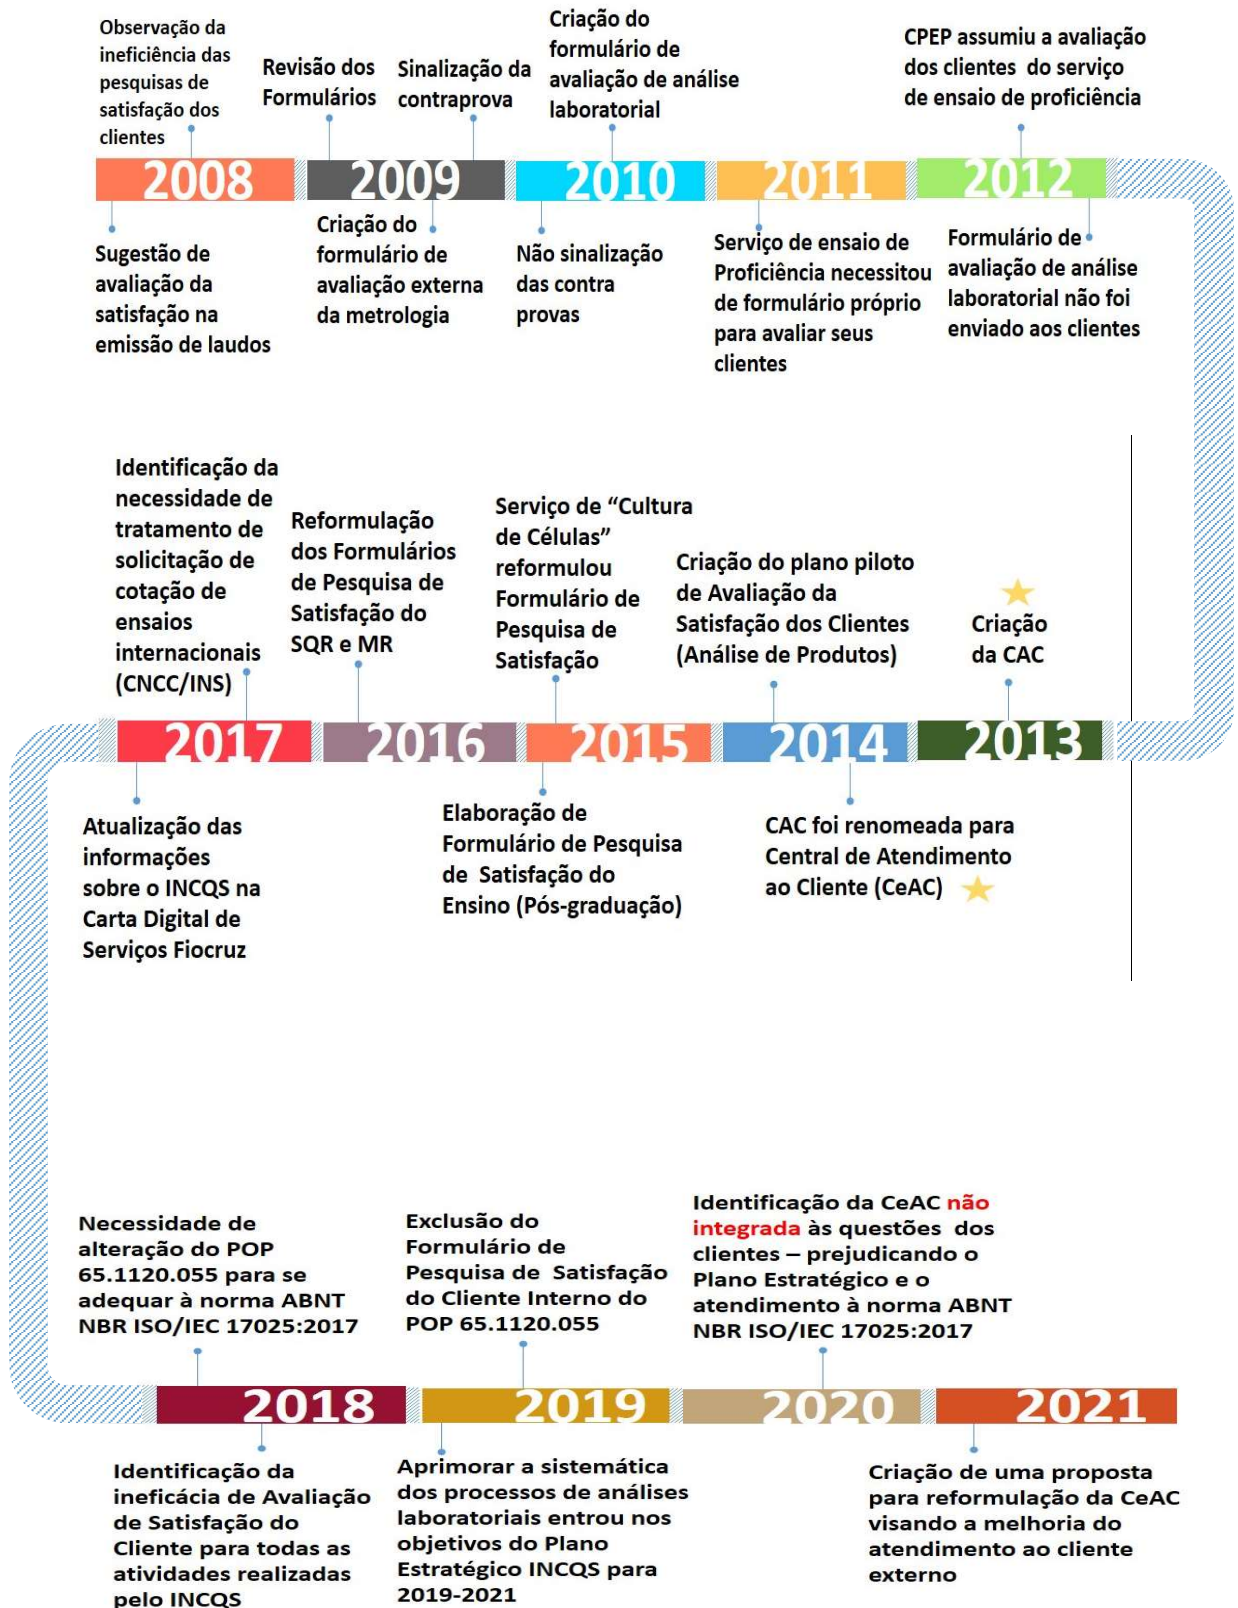 Observação da
ineficiência das
pesquisas de
satisfação dos
clientes
Revisão dos
Formulários
Sinalização da
contraprova
Criação do
formulário de
avaliação de análise
laboratorial
CPEP assumiu a avaliação
dos clientes do serviço
de ensaio de proficiência
2008
2009
2010
2011
2012
Sugestão de
avaliação da
satisfação na
emissão de laudos
Criação do
formulário de
avaliação externa
da metrologia
Não sinalização
das contra
provas
Serviço de ensaio de
Proficiência necessitou
de formulário próprio
para avaliar seus
clientes
Formulário de
avaliação de análise
laboratorial não foi
enviado aos clientes
Identificação da
necessidade de
tratamento de
solicitação de
cotação de
ensaios
internacionais
(CNCC/INS)
Reformulação
dos Formulários
de Pesquisa de
Satisfação do
SQR e MR
Serviço de “Cultura
de Células”
reformulou
Formulário de
Pesquisa de
Satisfação
Criação do plano piloto
de Avaliação da
Satisfação dos Clientes
(Análise de Produtos)
Criação
da CAC
2017
2016
2015
2014
2013
Atualização das
informações
sobre o INCQS na
Carta Digital de
Serviços Fiocruz
Elaboração de
Formulário de Pesquisa
de Satisfação do
Ensino (Pós-graduação)
CAC foi renomeada para
Central de Atendimento
ao Cliente (CeAC)
Necessidade de
alteração do POP
65.1120.055 para se
adequar à norma ABNT
NBR ISO/IEC 17025:2017
Exclusão do
Formulário de
Pesquisa de Satisfação
do Cliente Interno do
POP 65.1120.055
Identificação da CeAC não
integrada às questões dos
clientes – prejudicando o
Plano Estratégico e o
atendimento à norma ABNT
NBR ISO/IEC 17025:2017
2018
2019
2020
2021
Identificação da
ineficácia de Avaliação
de Satisfação do
Cliente para todas as
atividades realizadas
pelo INCQS
Aprimorar a sistemática
dos processos de análises
laboratoriais entrou nos
objetivos do Plano
Estratégico INCQS para
2019-2021
Criação de uma proposta
para reformulação da CeAC
visando a melhoria do
atendimento ao cliente
externo